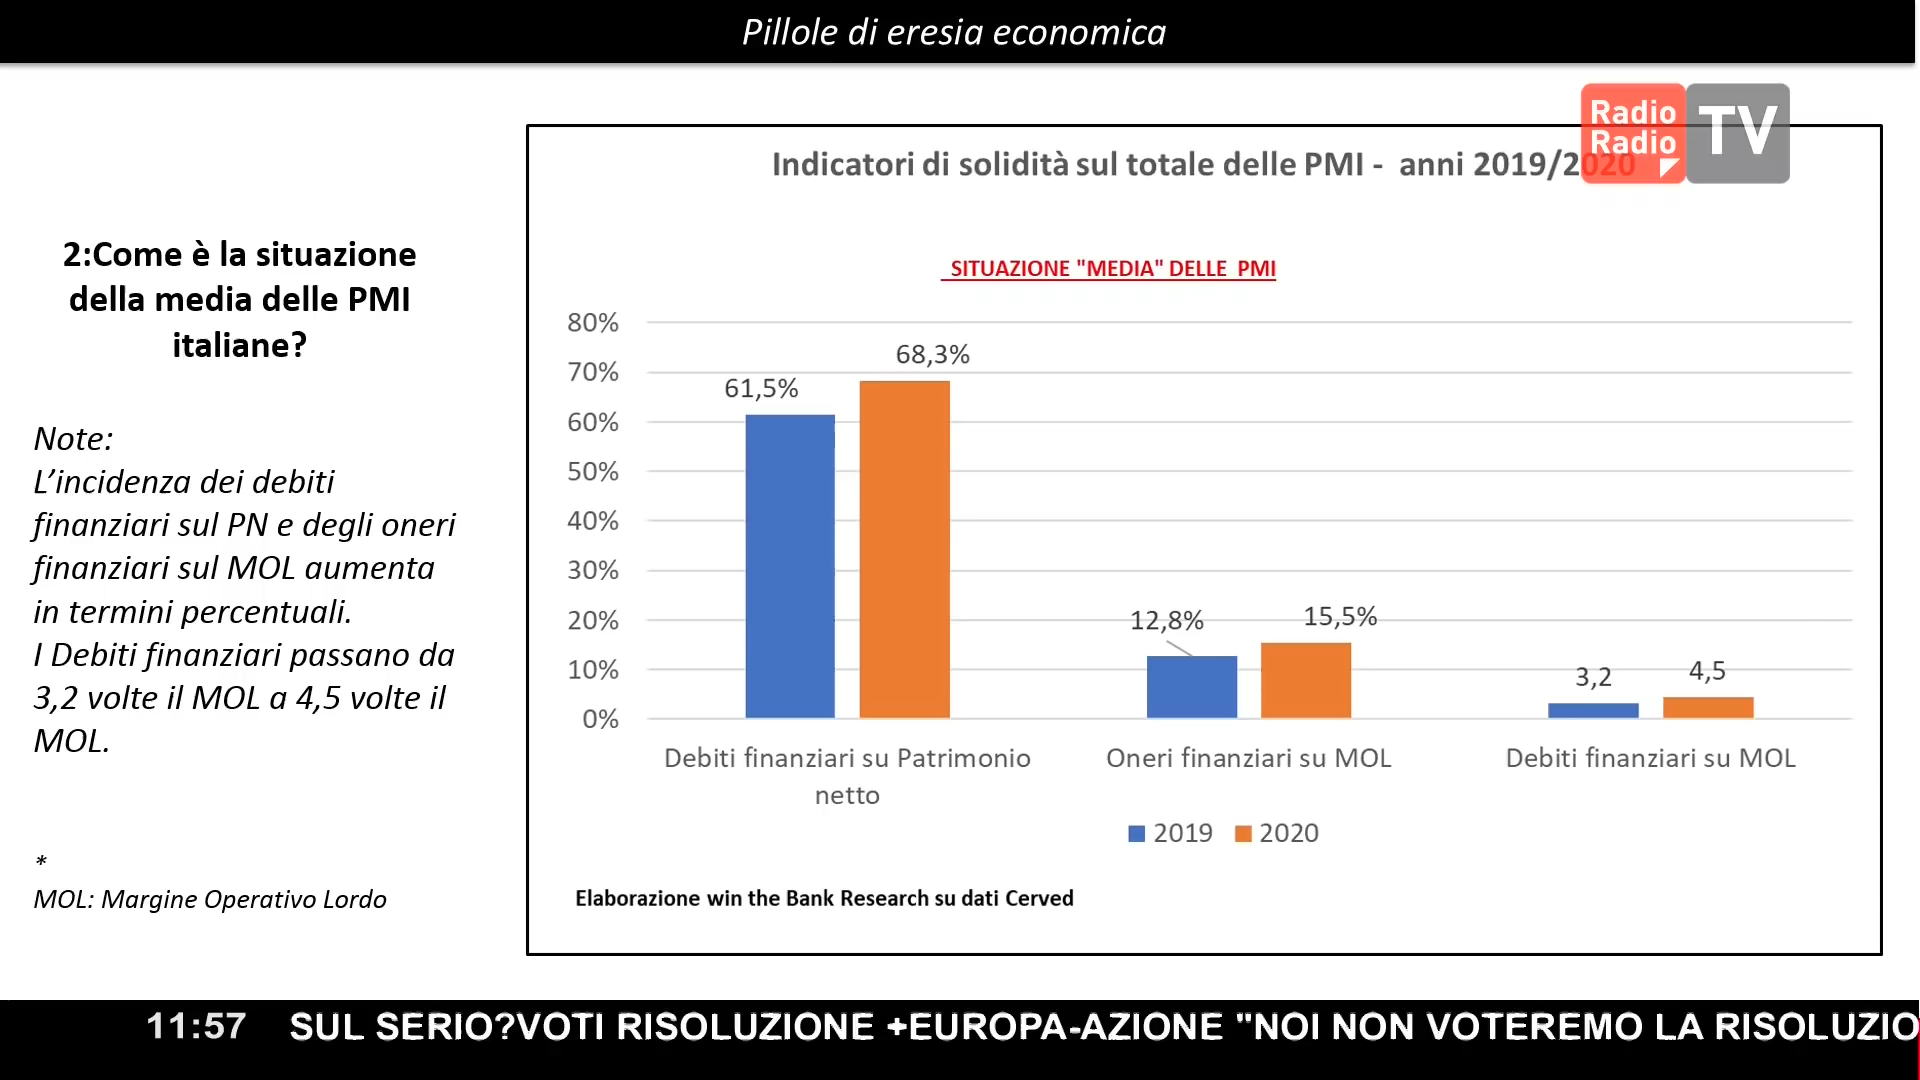 Pillole di eresia economica
Radio
Radio
TV
Indicatori di solidità sul totale delle PMI - anni 2019/2020
2:Come è la situazione
della media delle PMI
italiane?
Note:
L’incidenza dei debiti
finanziari sul PN e degli oneri
finanziari sul MOL aumenta
in termini percentuali.
I Debiti finanziari passano da
3,2 volte il MOL a 4,5 volte il
MOL.
*
MOL: Margine Operativo Lordo
SITUAZIONE "MEDIA" DELLE PMI
80%
70%
60%
50%
40%
30%
20%
10%
0%
61,5%
68,3%
12,8%
15,5%
3,2
4,5
Debiti finanziari su Patrimonio
netto
Oneri finanziari su MOL
Debiti finanziari su MOL
2019 2020
Elaborazione win the Bank Research su dati Cerved
11:57 SUL SERIO?VOTI RISOLUZIONE +EUROPA-AZIONE "NOI NON VOTEREMO LA RISOLUZIO